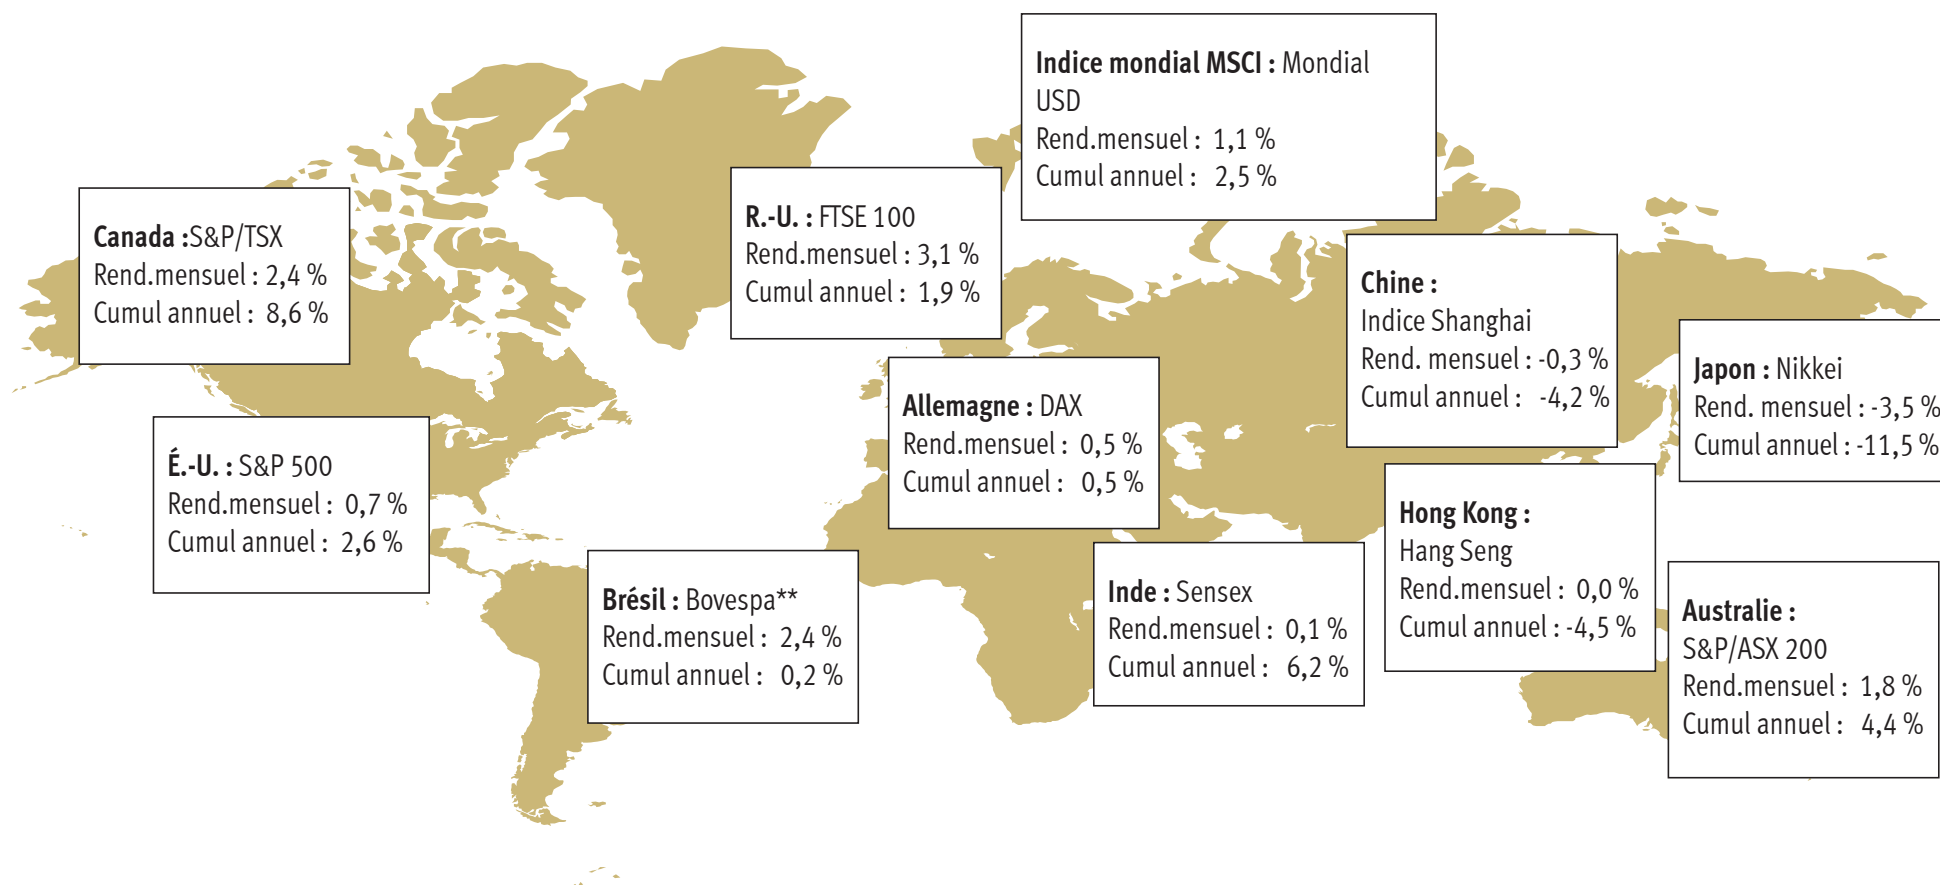 Indice mondial MSCI : Mondial
USD
Rend.mensuel : 1,1 %
Cumul annuel : 2,5 %
Canada :S&P/TSX
Rend.mensuel : 2,4 %
Cumul annuel : 8,6 %
R.-U. : FTSE 100
Rend.mensuel : 3,1 %
Cumul annuel : 1,9 %
Chine :
Indice Shanghai
Rend. mensuel : -0,3 %
Cumul annuel : -4,2 %
Japon : Nikkei
Rend. mensuel : -3,5 %
Cumul annuel : -11,5 %
Allemagne : DAX
Rend.mensuel : 0,5 %
Cumul annuel : 0,5 %
É.-U. : S&P 500
Rend.mensuel : 0,7 %
Cumul annuel : 2,6 %
Hong Kong :
Hang Seng
Rend.mensuel : 0,0 %
Cumul annuel : -4,5 %
Brésil : Bovespa**
Rend.mensuel : 2,4 %
Cumul annuel : 0,2 %
Inde : Sensex
Rend.mensuel : 0,1 %
Cumul annuel : 6,2 %
Australie :
S&P/ASX 200
Rend.mensuel : 1,8 %
Cumul annuel : 4,4 %